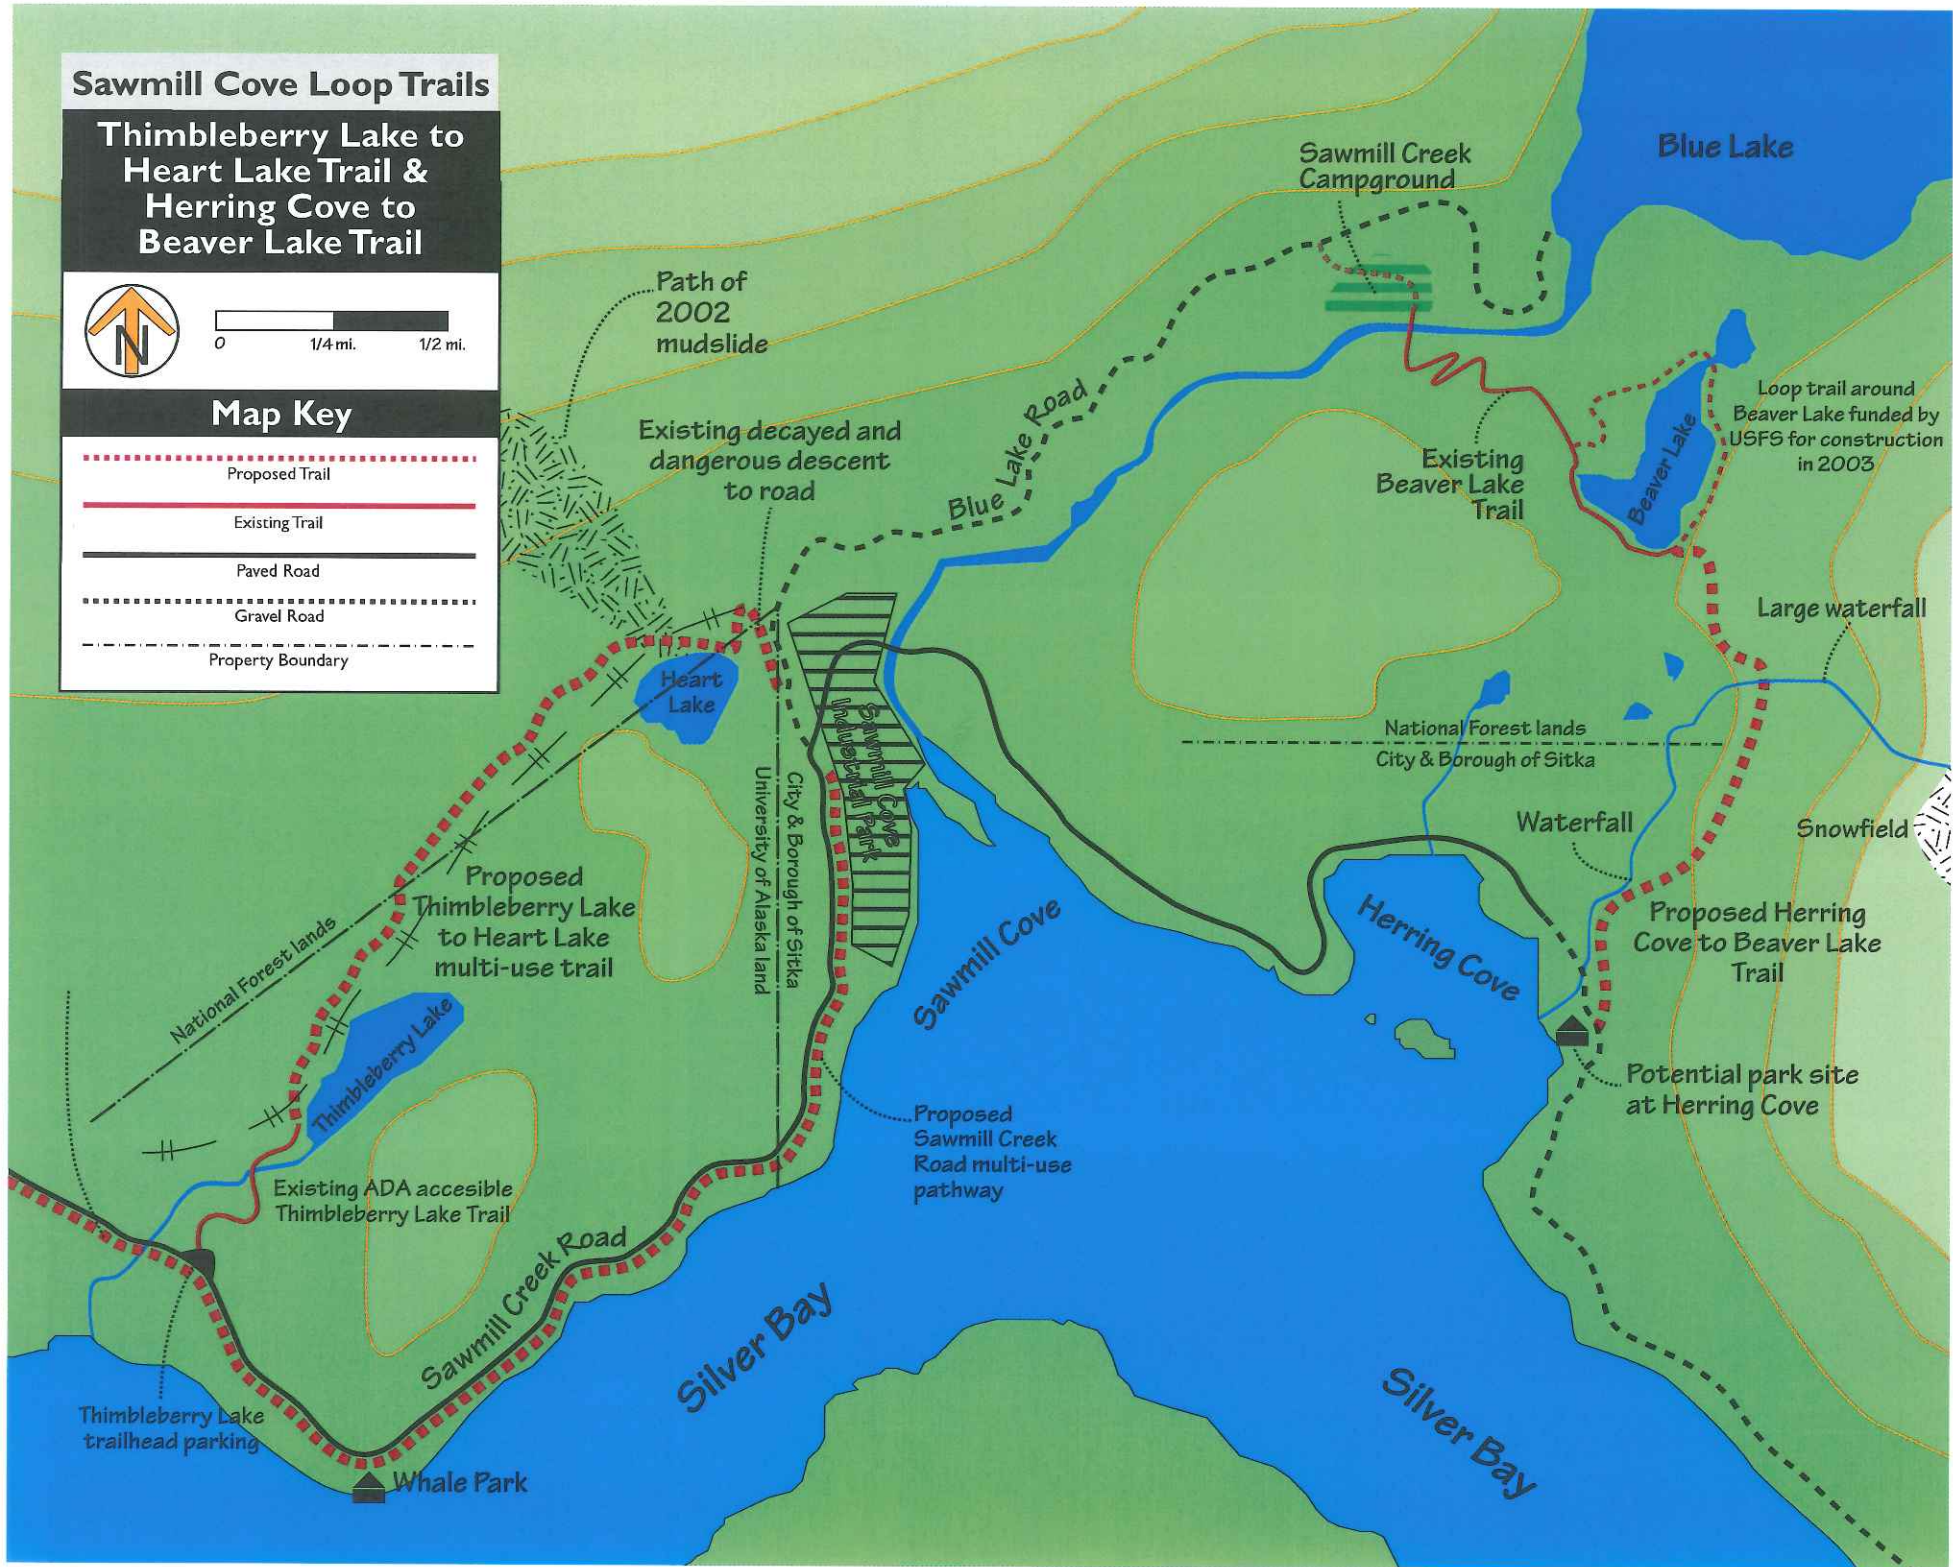 Sawmill Cove Loop Trails
Thimbleberry Lake to
Heart Lake Trail &
Herring Cove to
Beaver Lake Trail
N
0 1/4 mi. 1/2 mi.
Map Key
Proposed Trail
Existing Trail
Paved Road
Gravel Road
Property Boundary
Path of
2002
mudslide
Existing decayed and
dangerous descent
to road
Blue Lake Road
Sawmill Creek
Campground
Blue Lake
Loop trail around
Beaver Lake funded by
USFS for construction
in 2003
Beaver Lake
Existing
Beaver Lake
Trail
Large waterfall
Heart
Lake
Sawmill Cove
Industrial Park
National Forest lands
City & Borough of Sitka
Waterfall
Snowfield
City & Borough of Sitka
University of Alaska land
Proposed
Thimbleberry Lake
to Heart Lake
multi-use trail
National Forest lands
Thimbleberry Lake
Sawmill Cove
Herring Cove
Proposed Herring
Cove to Beaver Lake
Trail
Potential park site
at Herring Cove
Proposed
Sawmill Creek
Road multi-use
pathway
Existing ADA accesible
Thimbleberry Lake Trail
Sawmill Creek Road
Silver Bay
Silver Bay
Thimbleberry Lake
trailhead parking
Whale Park